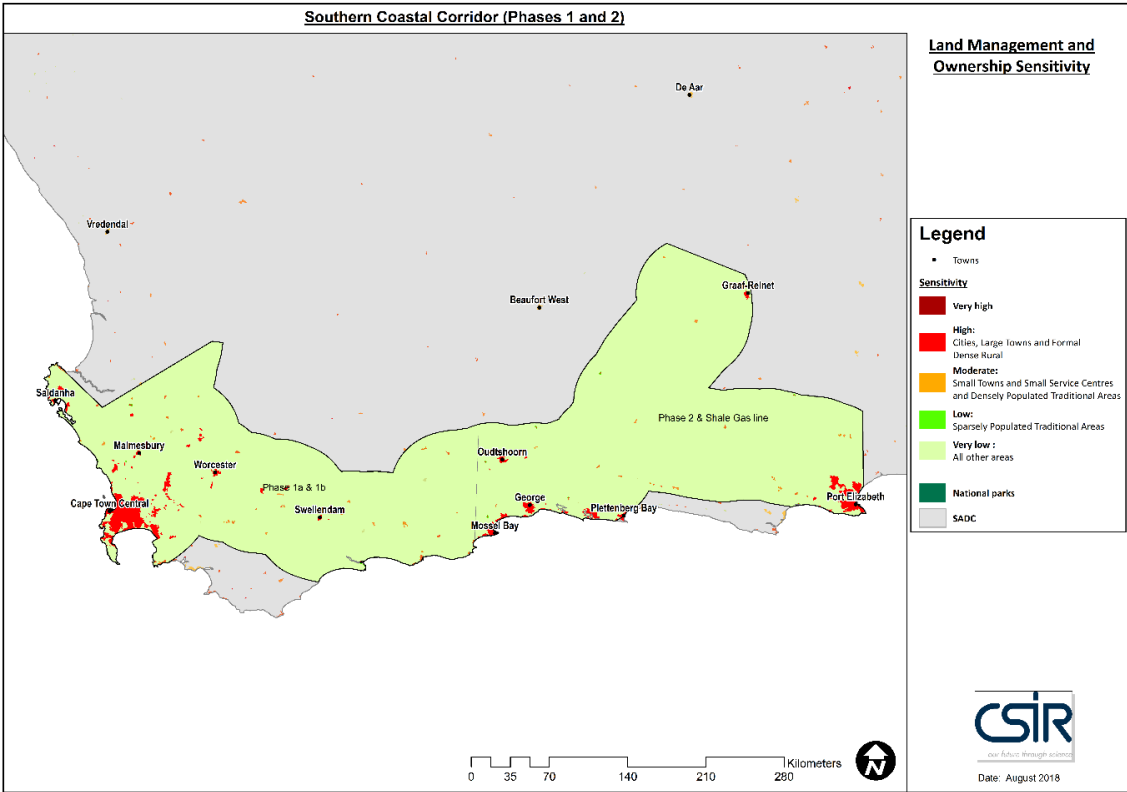 Southern Coastal Corridor (Phases 1 and 2)
Land Management and
Ownership Sensitivity
De Aar
Vredendal
Graaf-Reinet
Beaufort West
Saldanha
Phase 2 & Shale Gas line
Malmesbury
Oudtshoorn
Worcester
Phase 1a & 1b
George
Port Elizabeth
Cape Town Central
Swellendam
Plettenberg Bay
Mossel Bay
Legend
Towns
Sensitivity
Very high
High:
Cities, Large Towns and Formal
Dense Rural
Moderate:
Small Towns and Small Service Centres
and Densely Populated Traditional Areas
Low:
Sparsely Populated Traditional Areas
Very low :
All other areas
National parks
SADC
CSIR
our future through science
Date: August 2018
Kilometers
0 35 70 140 210 280
N